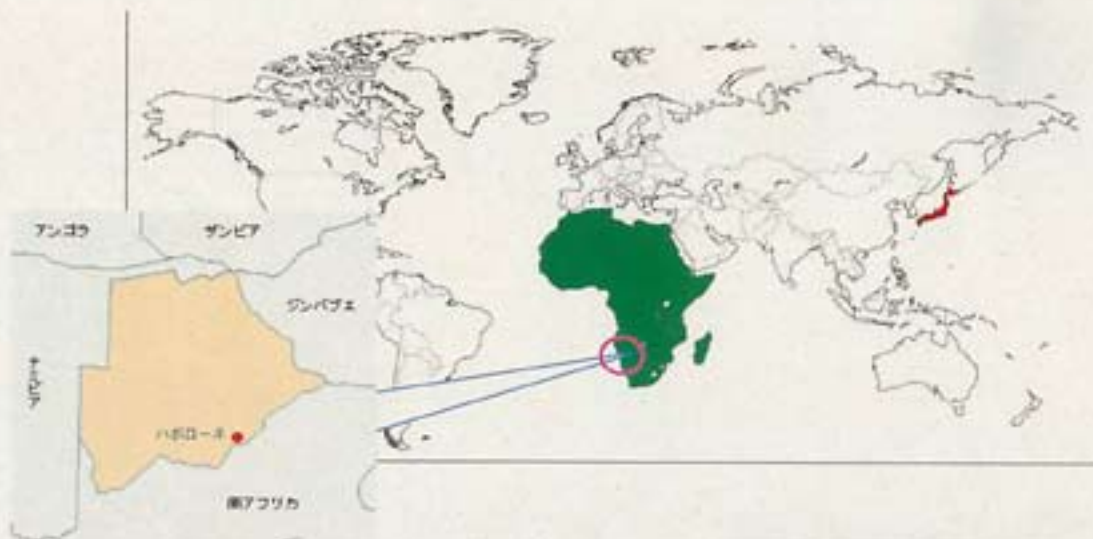 アンゴラ
ザンビア
ジンバブエ
ナミビア
ハボローネ
南アフリカ